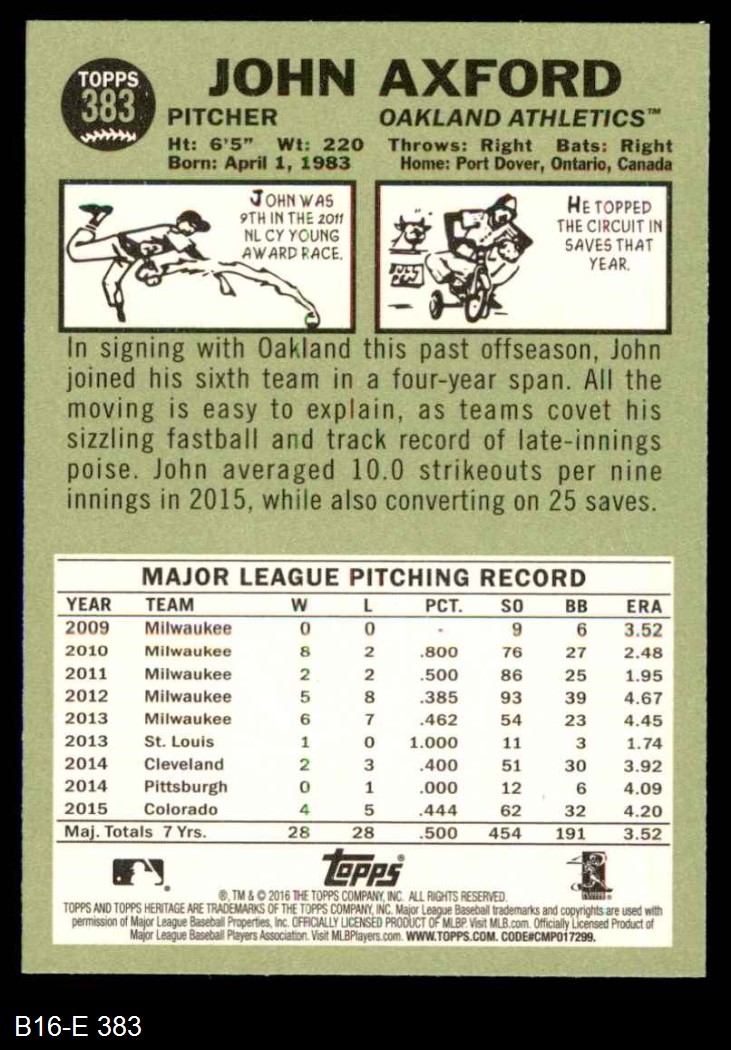 TOPPS
383
JOHN AXFORD
PITCHER OAKLAND ATHLETICS™
Ht: 6'5" Wt: 220 Throws: Right Bats: Right
Born: April 1, 1983 Home: Port Dover, Ontario, Canada
JOHN WAS
9TH IN THE 2011
NL CY YOUNG
AWARD RACE.
HE TOPPED
THE CIRCUIT IN
SAVES THAT
YEAR.
BULL
PEN
In signing with Oakland this past offseason, John
joined his sixth team in a four-year span. All the
moving is easy to explain, as teams covet his
sizzling fastball and track record of late-innings
poise. John averaged 10.0 strikeouts per nine
innings in 2015, while also converting on 25 saves.
MAJOR LEAGUE PITCHING RECORD
YEAR TEAM W L PCT. SO BB ERA
2009 Milwaukee 0 0 - 9 6 3.52
2010 Milwaukee 8 2 .800 76 27 2.48
2011 Milwaukee 2 2 .500 86 25 1.95
2012 Milwaukee 5 8 .385 93 39 4.67
2013 Milwaukee 6 7 .462 54 23 4.45
2013 St. Louis 1 0 1.000 11 3 1.74
2014 Cleveland 2 3 .400 51 30 3.92
2014 Pittsburgh 0 1 .000 12 6 4.09
2015 Colorado 4 5 .444 62 32 4.20
Maj. Totals 7 Yrs. 28 28 .500 454 191 3.52
topps®
®, TM & © 2016 THE TOPPS COMPANY, INC. ALL RIGHTS RESERVED.
TOPPS AND TOPPS HERITAGE ARE TRADEMARKS OF THE TOPPS COMPANY, INC. Major League Baseball trademarks and copyrights are used with
permission of Major League Baseball Properties, Inc. OFFICIALLY LICENSED PRODUCT OF MLBP. Visit MLB.com. Officially Licensed Product of
Major League Baseball Players Association. Visit MLBPlayers.com. WWW.TOPPS.COM. CODE#CMP017299.
B16-E 383